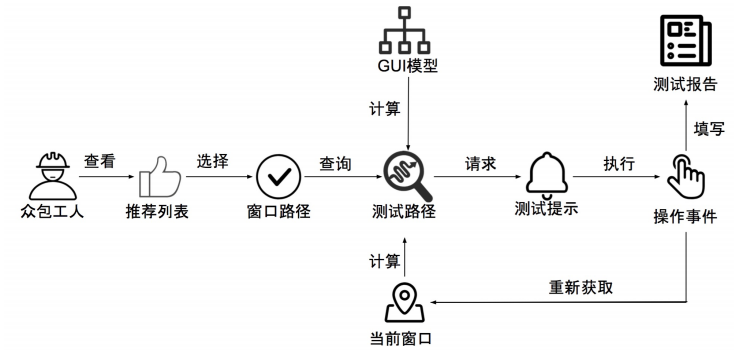 GUI模型
测试报告
计算
填写
查看
选择
查询
请求
执行
众包工人
推荐列表
窗口路径
测试路径
测试提示
操作事件
计算
重新获取
当前窗口